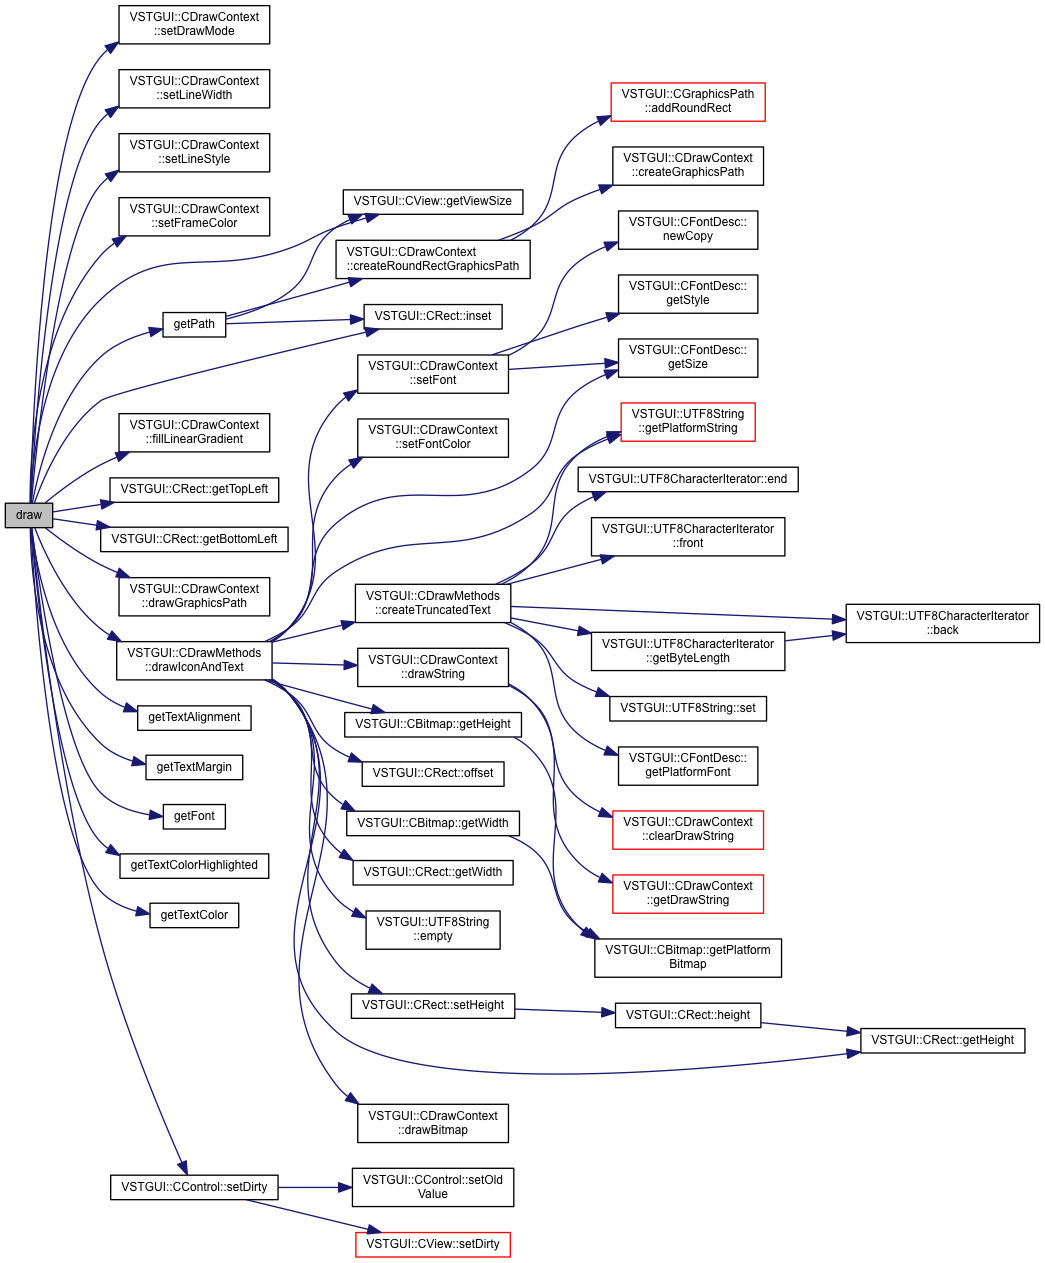 draw
VSTGUI::CDrawContext
::setDrawMode
VSTGUI::CDrawContext
::setLineWidth
VSTGUI::CDrawContext
::setLineStyle
VSTGUI::CDrawContext
::setFrameColor
getPath
VSTGUI::CDrawContext
::fillLinearGradient
VSTGUI::CRect::getTopLeft
VSTGUI::CRect::getBottomLeft
VSTGUI::CDrawContext
::drawGraphicsPath
VSTGUI::CDrawMethods
::drawIconAndText
getTextAlignment
getTextMargin
getFont
getTextColorHighlighted
getTextColor
VSTGUI::CControl::setDirty
VSTGUI::CView::getViewSize
VSTGUI::CDrawContext
::createRoundRectGraphicsPath
VSTGUI::CRect::inset
VSTGUI::CDrawContext
::setFont
VSTGUI::CDrawContext
::setFontColor
VSTGUI::CDrawMethods
::createTruncatedText
VSTGUI::CDrawContext
::drawString
VSTGUI::CBitmap::getHeight
VSTGUI::CRect::offset
VSTGUI::CBitmap::getWidth
VSTGUI::CRect::getWidth
VSTGUI::UTF8String
::empty
VSTGUI::CRect::setHeight
VSTGUI::CDrawContext
::drawBitmap
VSTGUI::CControl::setOld
Value
VSTGUI::CView::setDirty
VSTGUI::CGraphicsPath
::addRoundRect
VSTGUI::CDrawContext
::createGraphicsPath
VSTGUI::CFontDesc::
newCopy
VSTGUI::CFontDesc::
getStyle
VSTGUI::CFontDesc::
getSize
VSTGUI::UTF8String
::getPlatformString
VSTGUI::UTF8CharacterIterator::end
VSTGUI::UTF8CharacterIterator
::front
VSTGUI::UTF8CharacterIterator
::getByteLength
VSTGUI::UTF8String::set
VSTGUI::CFontDesc::
getPlatformFont
VSTGUI::CDrawContext
::clearDrawString
VSTGUI::CDrawContext
::getDrawString
VSTGUI::CBitmap::getPlatform
Bitmap
VSTGUI::CRect::height
VSTGUI::UTF8CharacterIterator
::back
VSTGUI::CRect::getHeight